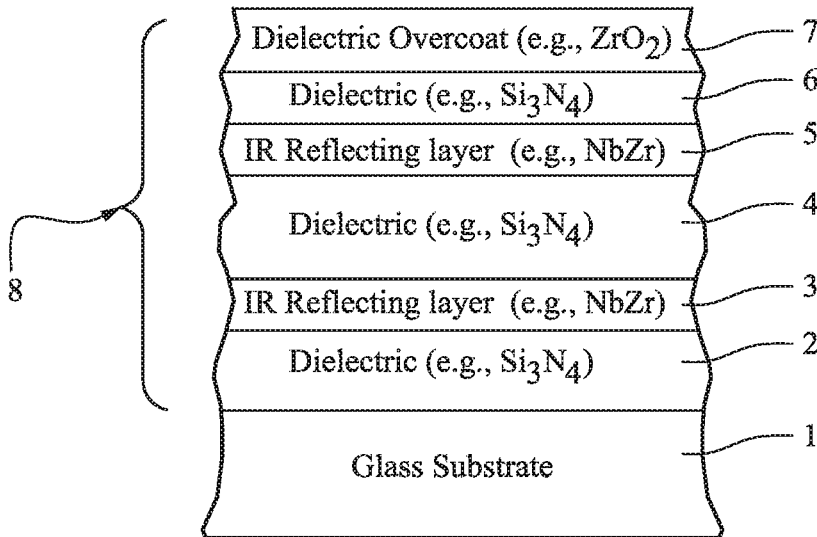 Dielectric Overcoat (e.g., ZrO₂) 7
Dielectric (e.g., Si₃N₄) 6
IR Reflecting layer (e.g., NbZr) 5
Dielectric (e.g., Si₃N₄) 4
8
IR Reflecting layer (e.g., NbZr) 3
Dielectric (e.g., Si₃N₄) 2
Glass Substrate 1